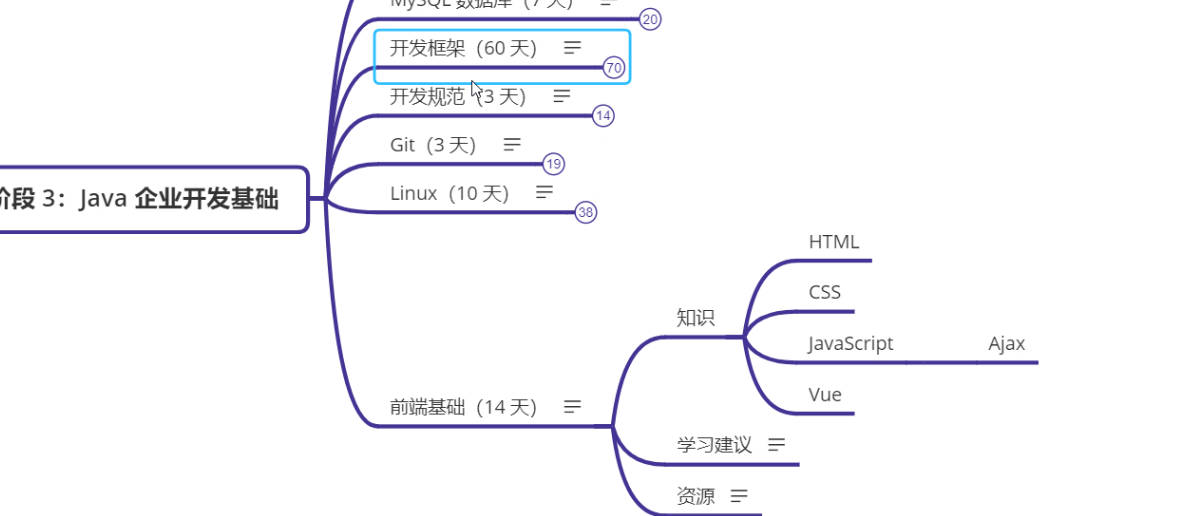 MySQL 数据库（7 天）
20
开发框架（60 天）
70
开发规范（3 天）
14
Git（3 天）
19
阶段 3：Java 企业开发基础
Linux（10 天）
38
HTML
CSS
知识
JavaScript
Ajax
Vue
前端基础（14 天）
学习建议
资源